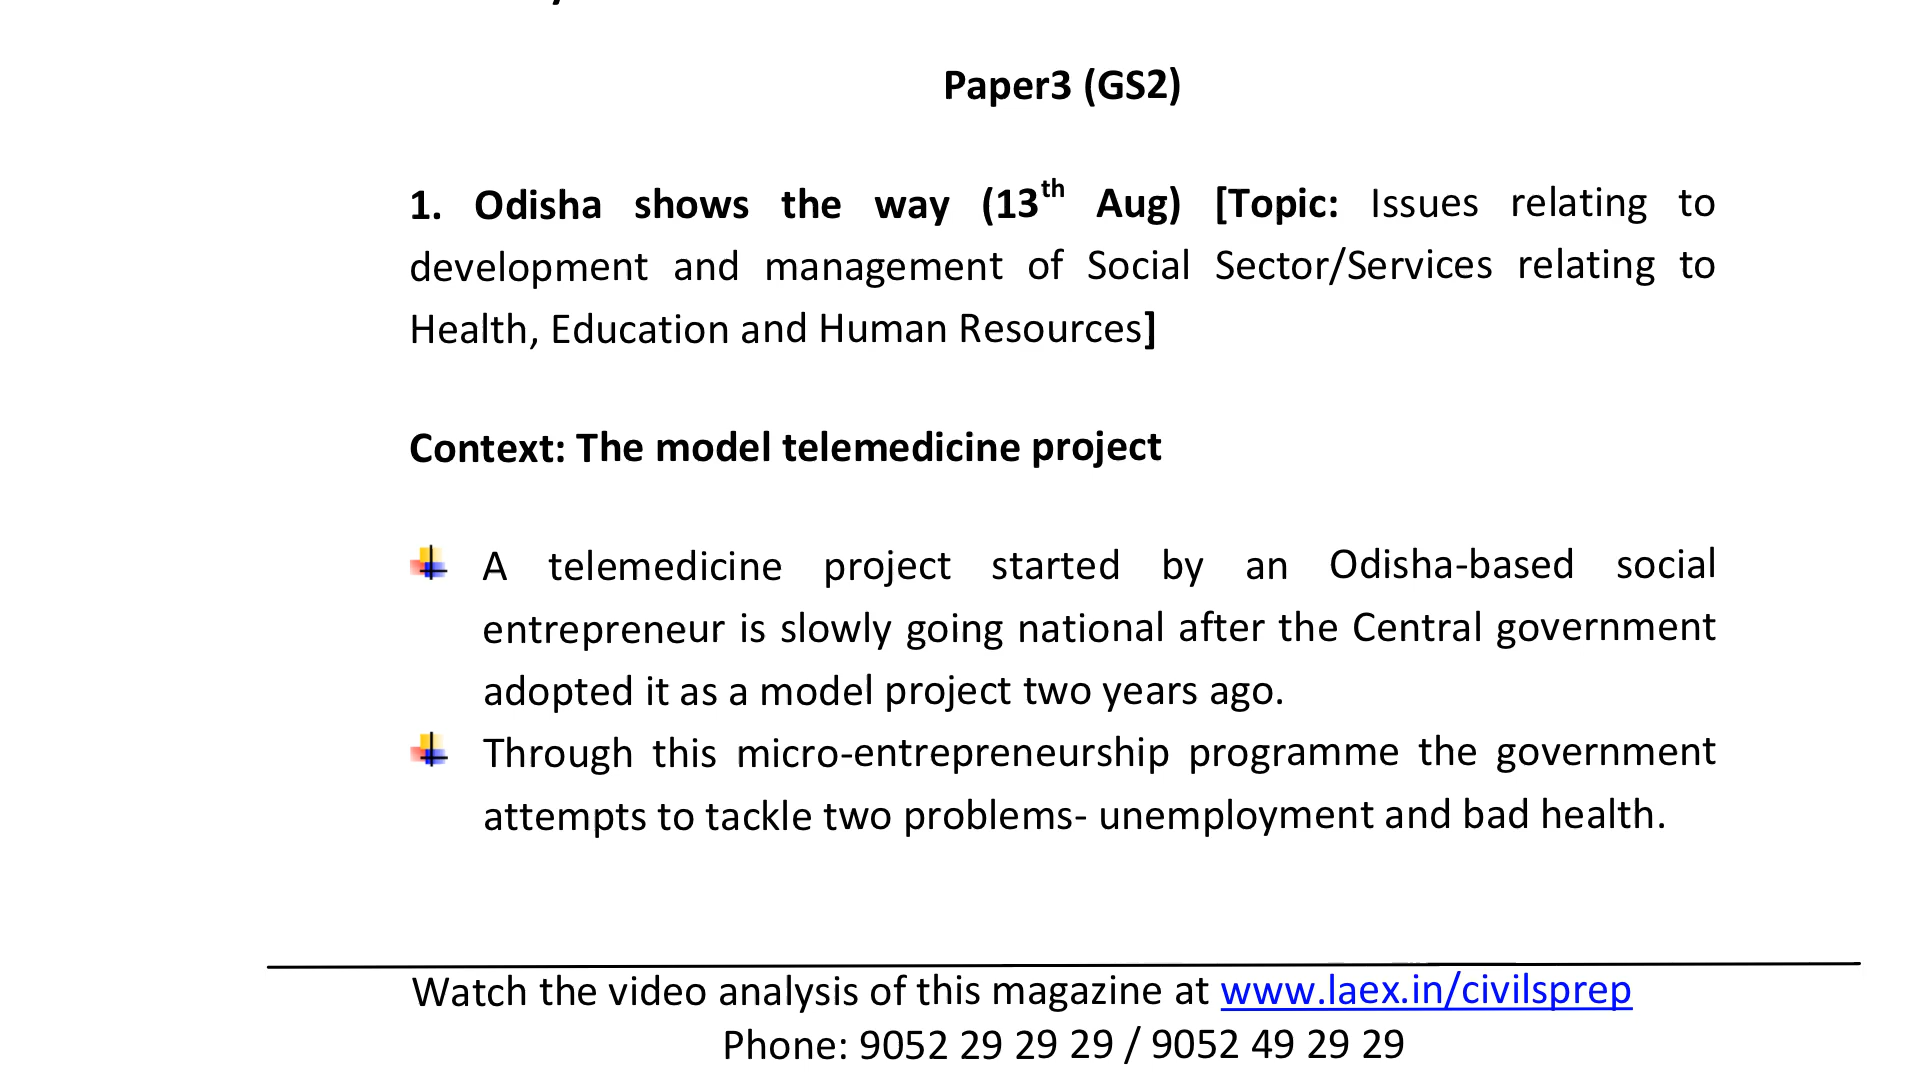 Paper3 (GS2)
1. Odisha shows the way (13th Aug) [Topic: Issues relating to
development and management of Social Sector/Services relating to
Health, Education and Human Resources]
Context: The model telemedicine project
A telemedicine project started by an Odisha-based social
entrepreneur is slowly going national after the Central government
adopted it as a model project two years ago.
Through this micro-entrepreneurship programme the government
attempts to tackle two problems- unemployment and bad health.
Watch the video analysis of this magazine at www.laex.in/civilsprep
Phone: 9052 29 29 29 / 9052 49 29 29